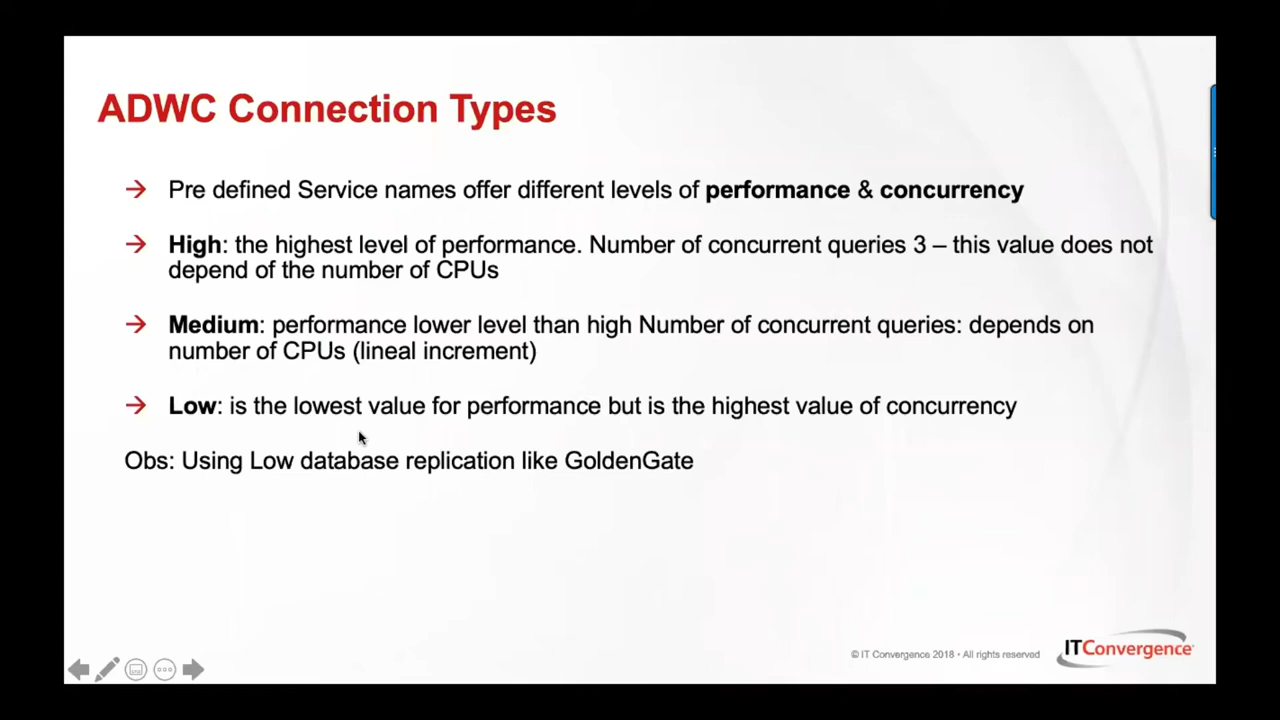 ADWC Connection Types
→ Pre defined Service names offer different levels of performance & concurrency
→ High: the highest level of performance. Number of concurrent queries 3 – this value does not
depend of the number of CPUs
→ Medium: performance lower level than high Number of concurrent queries: depends on
number of CPUs (lineal increment)
→ Low: is the lowest value for performance but is the highest value of concurrency
Obs: Using Low database replication like GoldenGate
© IT Convergence 2018 • All rights reserved
ITConvergence